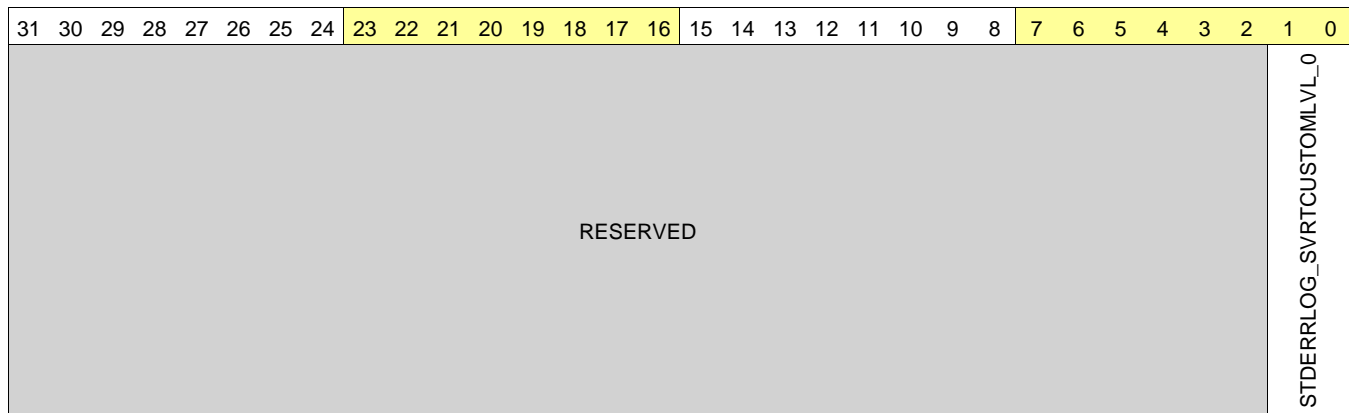 31 30 29 28 27 26 25 24 23 22 21 20 19 18 17 16 15 14 13 12 11 10 9 8 7 6 5 4 3 2 1 0
RESERVED
STDERRLOG_SVRTCUSTOMLVL_0